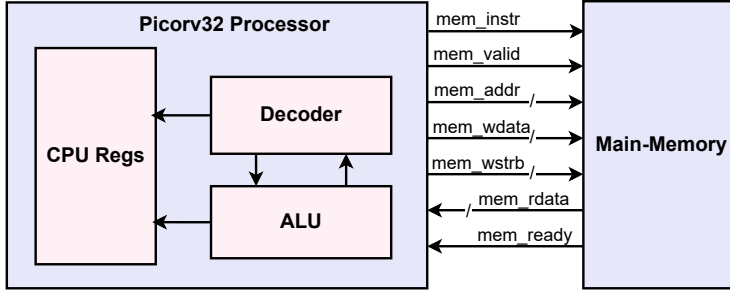 Picorv32 Processor
CPU Regs
Decoder
ALU
mem_instr
mem_valid
mem_addr
mem_wdata
mem_wstrb
mem_rdata
mem_ready
Main-Memory